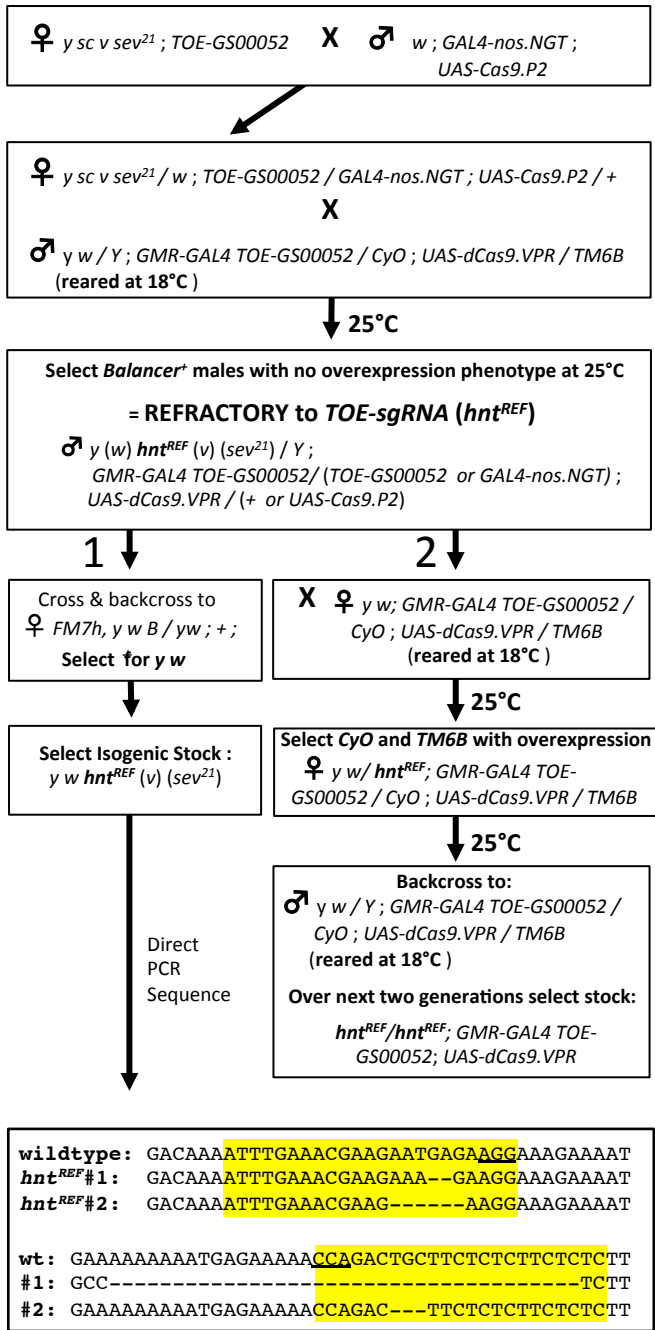 ♀ y sc v sev²¹ ; TOE-GS00052 X ♂ w ; GAL4-nos.NGT ;
UAS-Cas9.P2
♀ y sc v sev²¹ / w ; TOE-GS00052 / GAL4-nos.NGT ; UAS-Cas9.P2 / +
X
♂ y w / Y ; GMR-GAL4 TOE-GS00052 / CyO ; UAS-dCas9.VPR / TM6B
(reared at 18°C )
25°C
Select Balancer⁺ males with no overexpression phenotype at 25°C
= REFRACTORY to TOE-sgRNA (hntᴿᴱᶠ)
♂ y (w) hntᴿᴱᶠ (v) (sev²¹) / Y ;
GMR-GAL4 TOE-GS00052/ (TOE-GS00052 or GAL4-nos.NGT) ;
UAS-dCas9.VPR / (+ or UAS-Cas9.P2)
1
Cross & backcross to
♀ FM7h, y w B / yw ; + ;
Select for y w
Select Isogenic Stock :
y w hntᴿᴱᶠ (v) (sev²¹)
Direct
PCR
Sequence
2
X ♀ y w; GMR-GAL4 TOE-GS00052 /
CyO ; UAS-dCas9.VPR / TM6B
(reared at 18°C )
25°C
Select CyO and TM6B with overexpression
♀ y w/ hntᴿᴱᶠ; GMR-GAL4 TOE-
GS00052 / CyO ; UAS-dCas9.VPR / TM6B
25°C
Backcross to:
♂ y w / Y ; GMR-GAL4 TOE-GS00052 /
CyO ; UAS-dCas9.VPR / TM6B
(reared at 18°C )
Over next two generations select stock:
hntᴿᴱᶠ/hntᴿᴱᶠ; GMR-GAL4 TOE-
GS00052; UAS-dCas9.VPR
wildtype: GACAAAATTTGAAACGAAGAATGAGAAGGAAAGAAAAT
hntᴿᴱᶠ#1: GACAAAATTTGAAACGAAGAAA--GAAGGAAAGAAAAT
hntᴿᴱᶠ#2: GACAAAATTTGAAACGAAG------AAGGAAAGAAAAT
wt: GAAAAAAAAATGAGAAAAACCAGACTGCTTCTCTCTTCTCTCTT
#1: GCC-------------------------------------TCTT
#2: GAAAAAAAAATGAGAAAAACCAGAC---TTCTCTCTTCTCTCTT